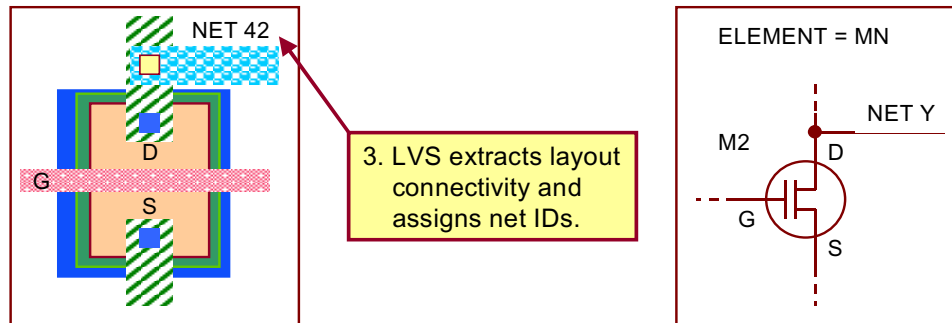 NET 42
D
G
S
3. LVS extracts layout
connectivity and
assigns net IDs.
ELEMENT = MN
NET Y
M2
D
G
S